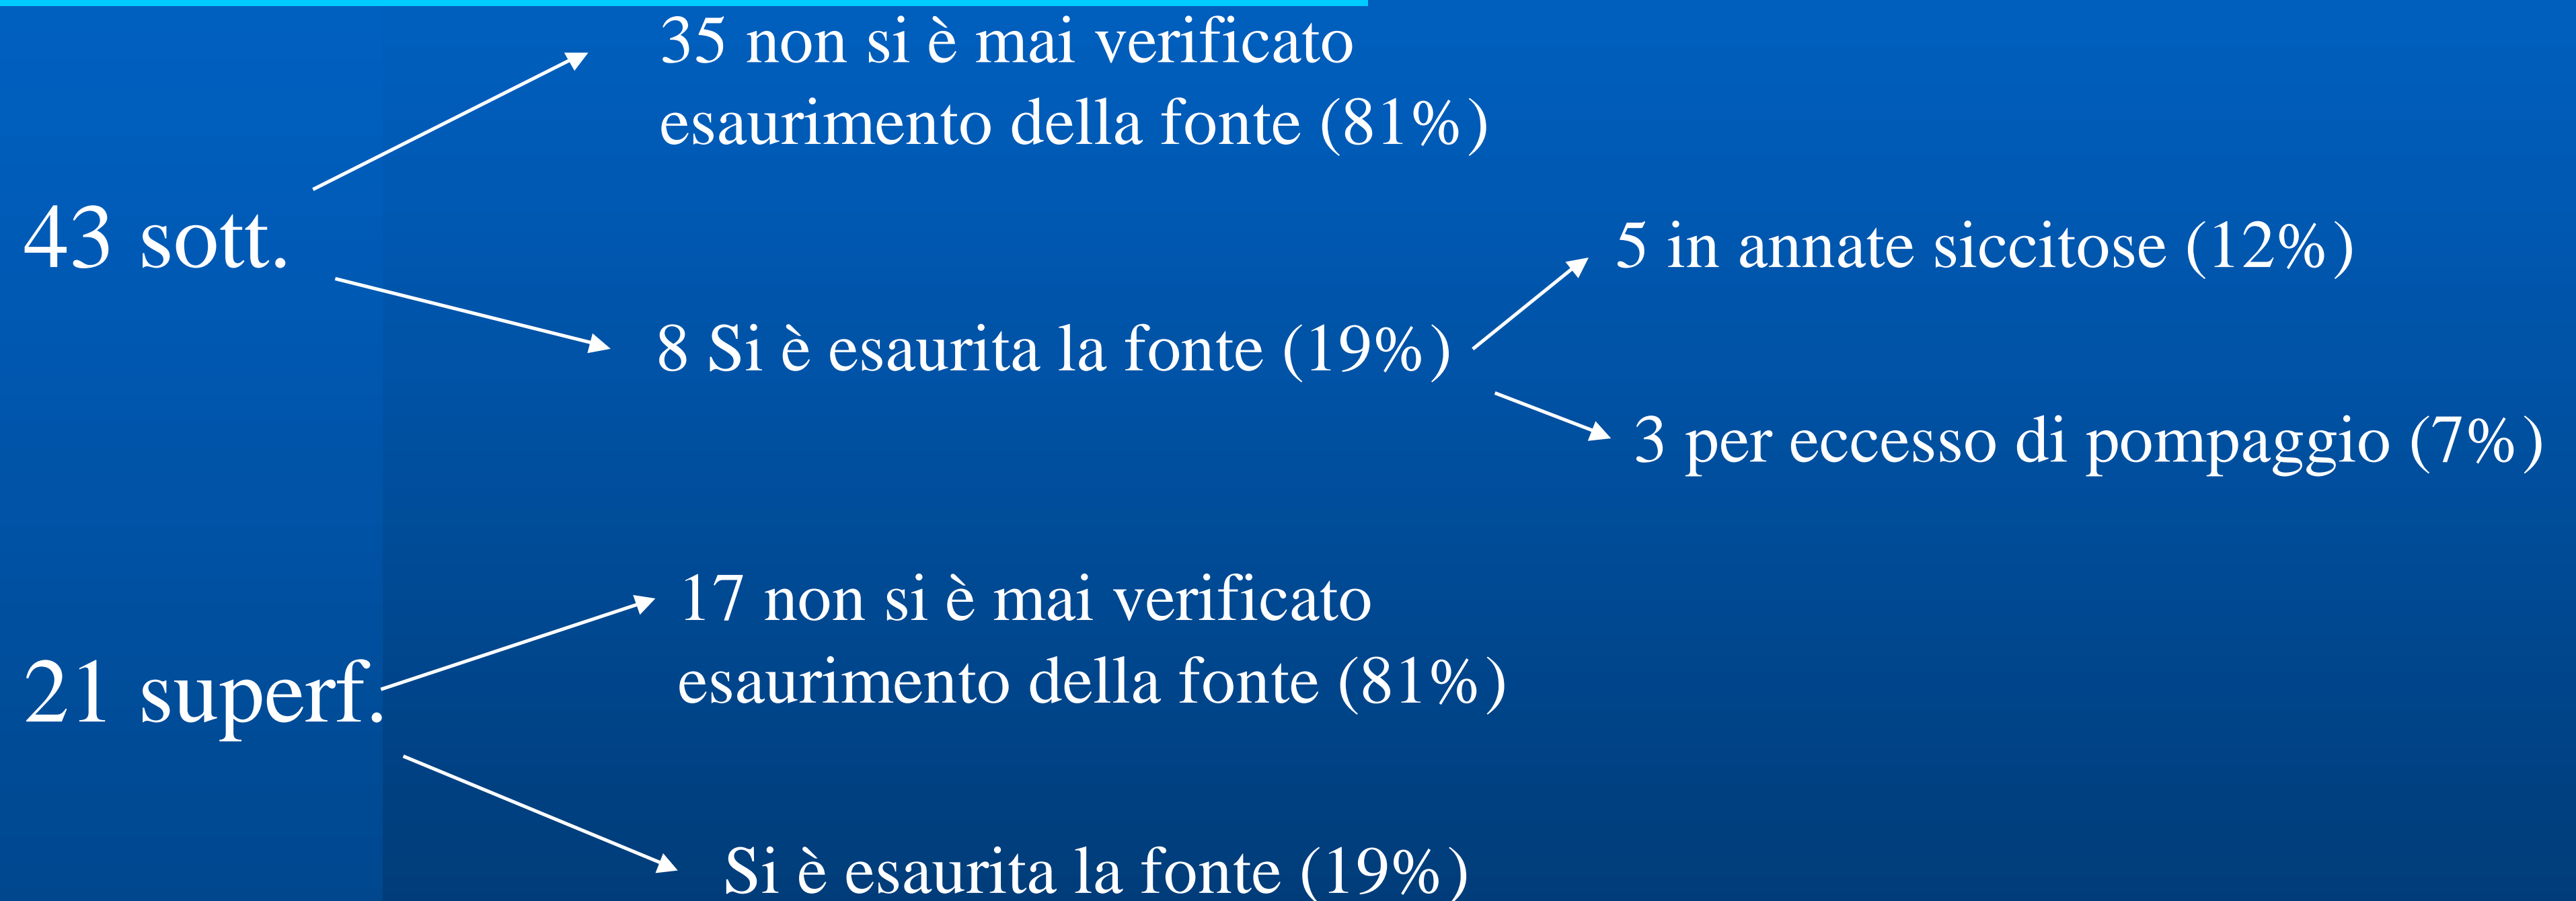 35 non si è mai verificato
esaurimento della fonte (81%)
43 sott.
5 in annate siccitose (12%)
8 Si è esaurita la fonte (19%)
3 per eccesso di pompaggio (7%)
17 non si è mai verificato
esaurimento della fonte (81%)
21 superf.
Si è esaurita la fonte (19%)